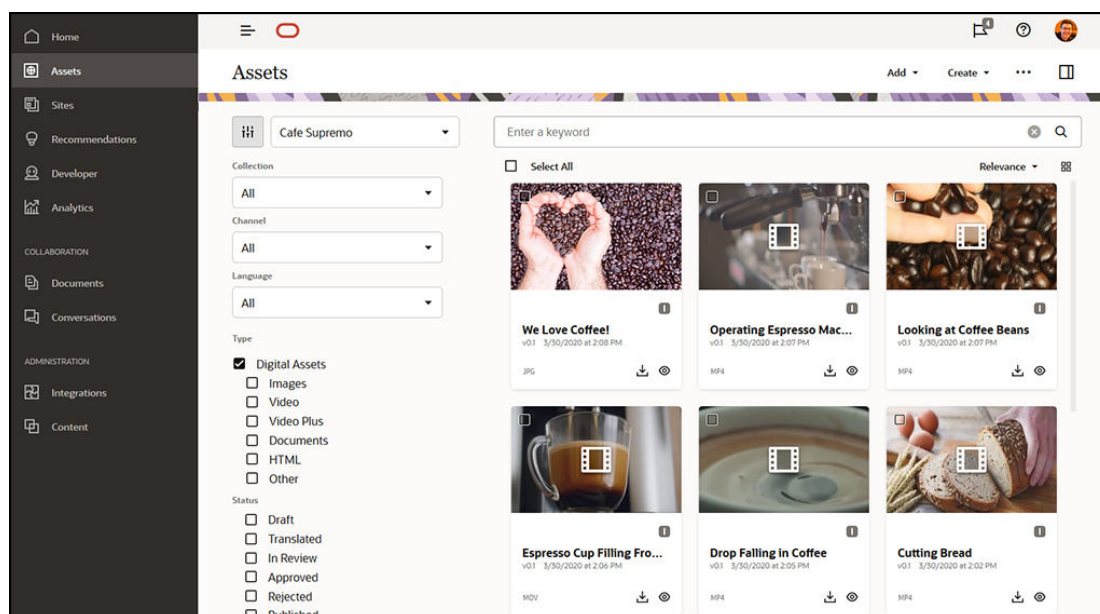 Home
Assets
Sites
Recommendations
Developer
Analytics
COLLABORATION
Documents
Conversations
ADMINISTRATION
Integrations
Content
4
Assets
Add
Create
Cafe Supremo
Enter a keyword
Collection
All
Channel
All
Language
All
Type
Digital Assets
Images
Video
Video Plus
Documents
HTML
Other
Status
Draft
Translated
In Review
Approved
Rejected
Published
Select All
Relevance
We Love Coffee!
v0.1 3/30/2020 at 2:08 PM
JPG
Operating Espresso Mac...
v0.1 3/30/2020 at 2:07 PM
MP4
Looking at Coffee Beans
v0.1 3/30/2020 at 2:07 PM
MP4
Espresso Cup Filling Fro...
v0.1 3/30/2020 at 2:06 PM
MOV
Drop Falling in Coffee
v0.1 3/30/2020 at 2:05 PM
MP4
Cutting Bread
v0.1 3/30/2020 at 2:02 PM
MP4